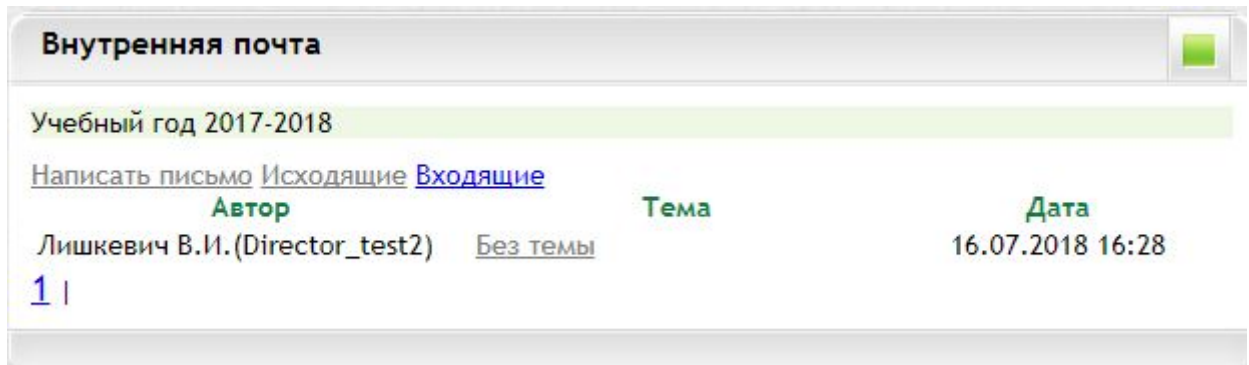 Внутренняя почта
Учебный год 2017-2018
Написать письмо Исходящие Входящие
Автор Тема Дата
Лишкевич В.И.(Director_test2) Без темы 16.07.2018 16:28
1 |